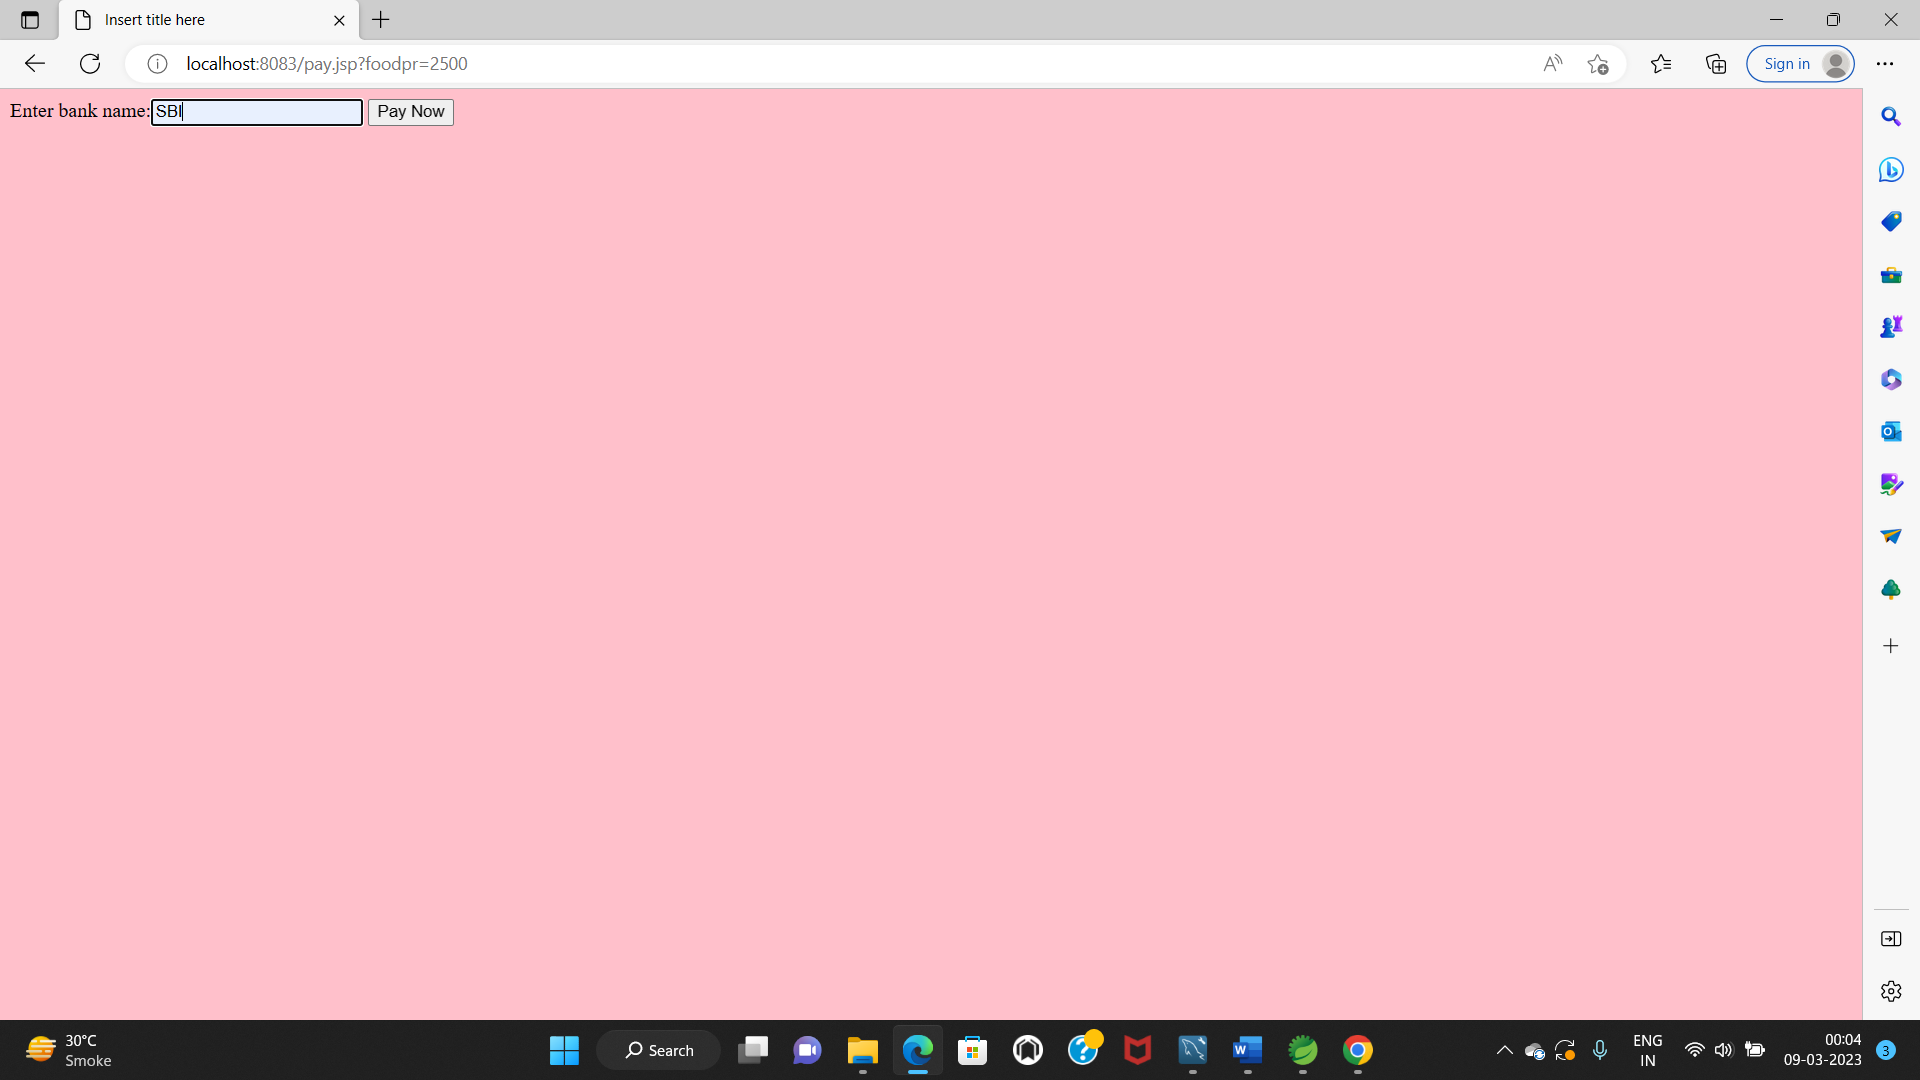 Insert title here
localhost:8083/pay.jsp?foodpr=2500
Sign in
Enter bank name:SBI Pay Now
30°C
Smoke
Search
ENG
IN
00:04
09-03-2023
3